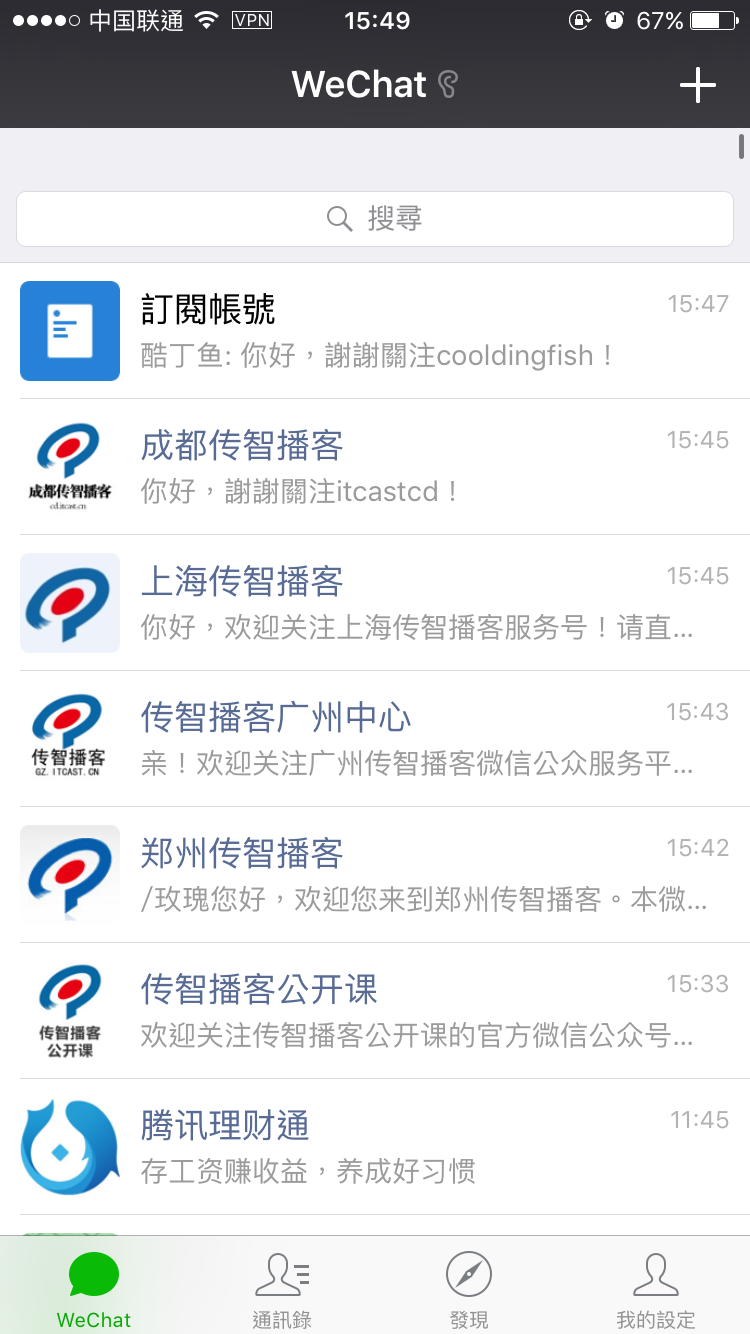 中国联通 VPN 15:49 67%
WeChat
搜尋
訂閱帳號 15:47
酷丁鱼: 你好，謝謝關注cooldingfish！
成都传智播客 15:45
你好，謝謝關注itcastcd！
成都传智播客
cd.itcast.cn
上海传智播客 15:45
你好，欢迎关注上海传智播客服务号！请直...
传智播客广州中心 15:43
亲！欢迎关注广州传智播客微信公众服务平...
传智播客
GZ.ITCAST.CN
郑州传智播客 15:42
/玫瑰您好，欢迎您来到郑州传智播客。本微...
传智播客公开课 15:33
欢迎关注传智播客公开课的官方微信公众号...
传智播客
公开课
腾讯理财通 11:45
存工资赚收益，养成好习惯
WeChat 通訊錄 發現 我的設定